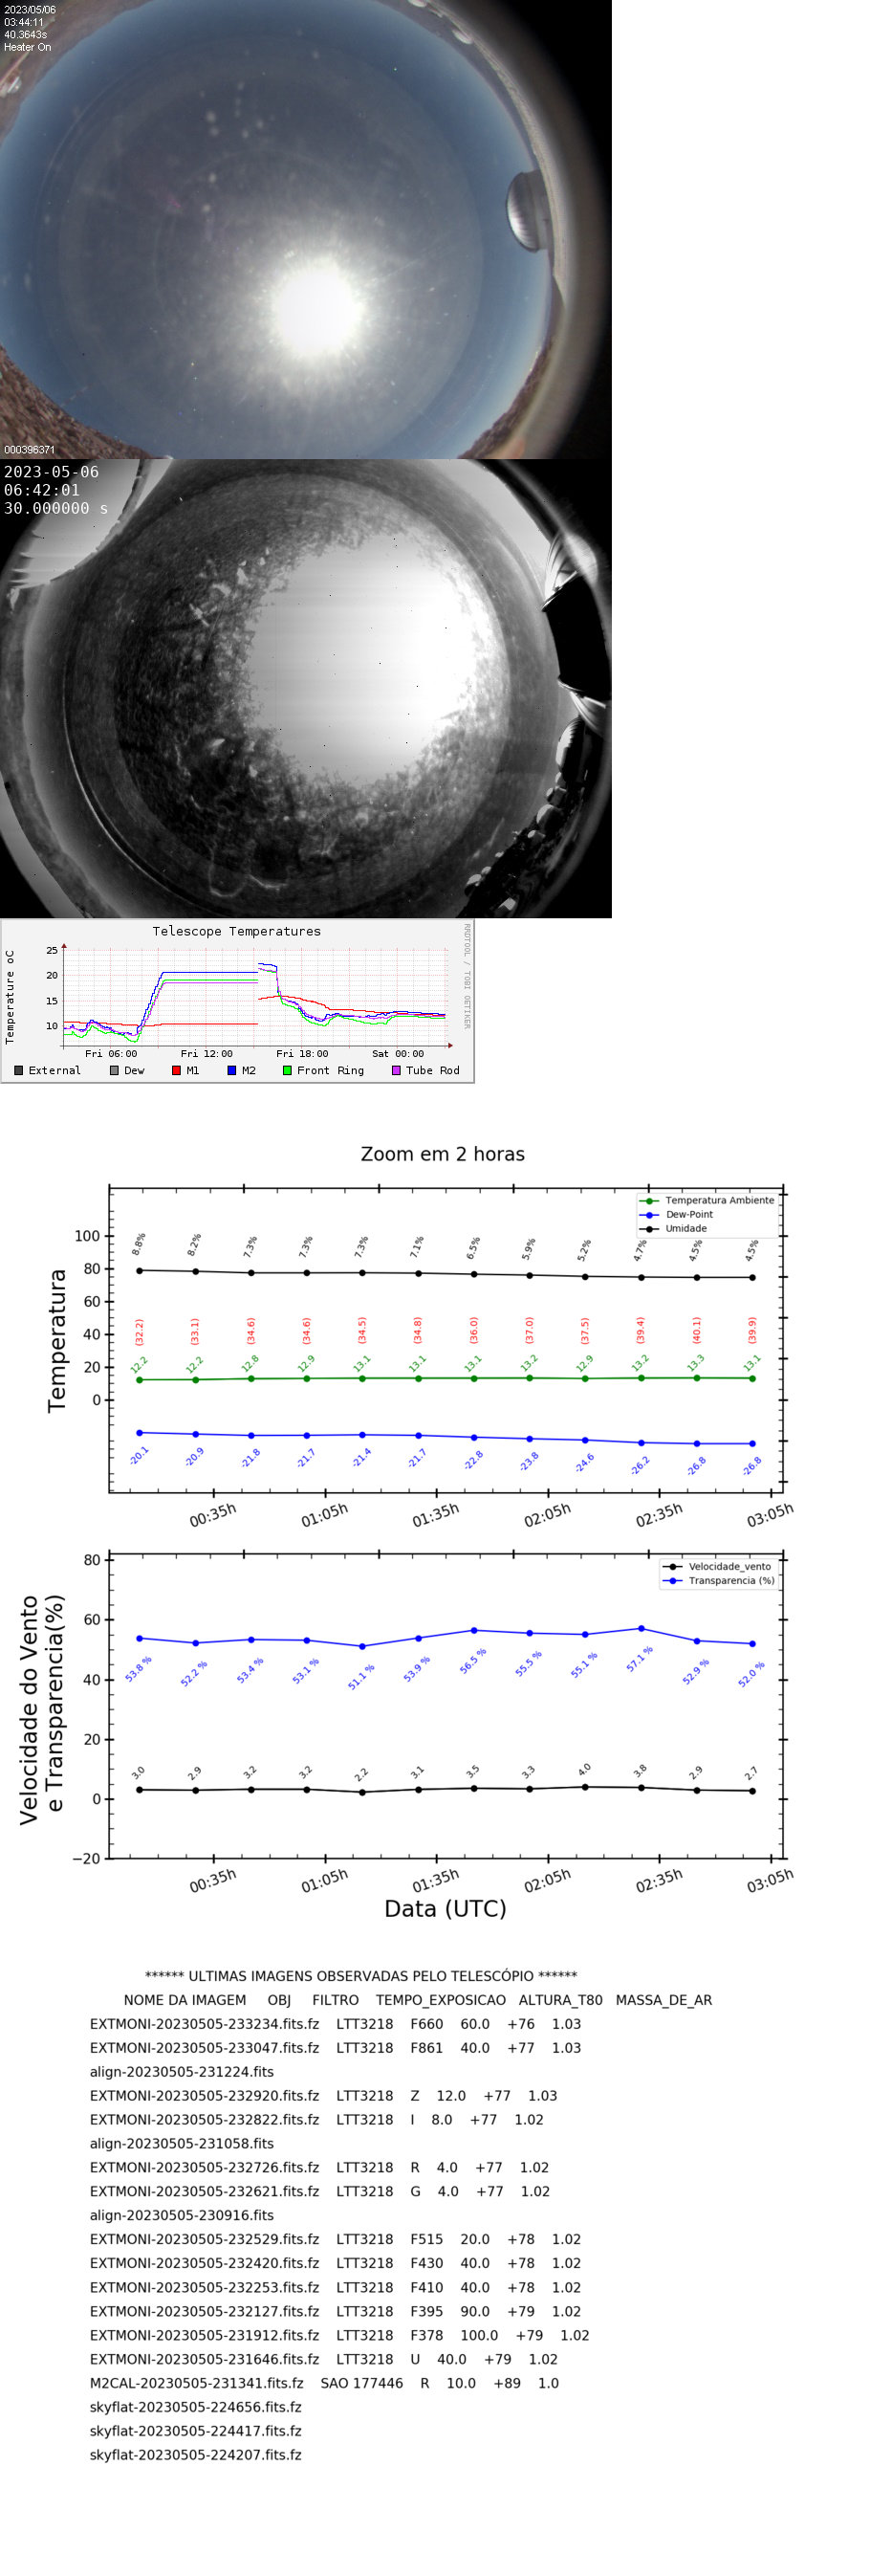 2023/05/06
03:44:11
40.3643s
Heater On
000396371
2023-05-06
06:42:01
30.000000 s
Telescope Temperatures
RRDTOOL / TOBI OETIKER
Temperature oC
25
20
15
10
Fri 06:00 Fri 12:00 Fri 18:00 Sat 00:00
External Dew M1 M2 Front Ring Tube Rod
Zoom em 2 horas
Temperatura Ambiente
Dew-Point
Umidade
Temperatura
100
80
60
40
20
0
8.8% 8.2% 7.3% 7.3% 7.3% 7.1% 6.5% 5.9% 5.2% 4.7% 4.5% 4.5%
(32.2) (33.1) (34.6) (34.6) (34.5) (34.8) (36.0) (37.0) (37.5) (39.4) (40.1) (39.9)
12.2 12.2 12.8 12.9 13.1 13.1 13.1 13.2 12.9 13.2 13.3 13.1
-20.1 -20.9 -21.8 -21.7 -21.4 -21.7 -22.8 -23.8 -24.6 -26.2 -26.8 -26.8
00:35h 01:05h 01:35h 02:05h 02:35h 03:05h
Velocidade_vento
Transparencia (%)
Velocidade do Vento
e Transparencia(%)
80
60
40
20
0
−20
53.8 % 52.2 % 53.4 % 53.1 % 51.1 % 53.9 % 56.5 % 55.5 % 55.1 % 57.1 % 52.9 % 52.0 %
3.0 2.9 3.2 3.2 2.2 3.1 3.5 3.3 4.0 3.8 2.9 2.7
00:35h 01:05h 01:35h 02:05h 02:35h 03:05h
Data (UTC)
****** ULTIMAS IMAGENS OBSERVADAS PELO TELESCÓPIO ******
NOME DA IMAGEM OBJ FILTRO TEMPO_EXPOSICAO ALTURA_T80 MASSA_DE_AR
EXTMONI-20230505-233234.fits.fz LTT3218 F660 60.0 +76 1.03
EXTMONI-20230505-233047.fits.fz LTT3218 F861 40.0 +77 1.03
align-20230505-231224.fits
EXTMONI-20230505-232920.fits.fz LTT3218 Z 12.0 +77 1.03
EXTMONI-20230505-232822.fits.fz LTT3218 I 8.0 +77 1.02
align-20230505-231058.fits
EXTMONI-20230505-232726.fits.fz LTT3218 R 4.0 +77 1.02
EXTMONI-20230505-232621.fits.fz LTT3218 G 4.0 +77 1.02
align-20230505-230916.fits
EXTMONI-20230505-232529.fits.fz LTT3218 F515 20.0 +78 1.02
EXTMONI-20230505-232420.fits.fz LTT3218 F430 40.0 +78 1.02
EXTMONI-20230505-232253.fits.fz LTT3218 F410 40.0 +78 1.02
EXTMONI-20230505-232127.fits.fz LTT3218 F395 90.0 +79 1.02
EXTMONI-20230505-231912.fits.fz LTT3218 F378 100.0 +79 1.02
EXTMONI-20230505-231646.fits.fz LTT3218 U 40.0 +79 1.02
M2CAL-20230505-231341.fits.fz SAO 177446 R 10.0 +89 1.0
skyflat-20230505-224656.fits.fz
skyflat-20230505-224417.fits.fz
skyflat-20230505-224207.fits.fz